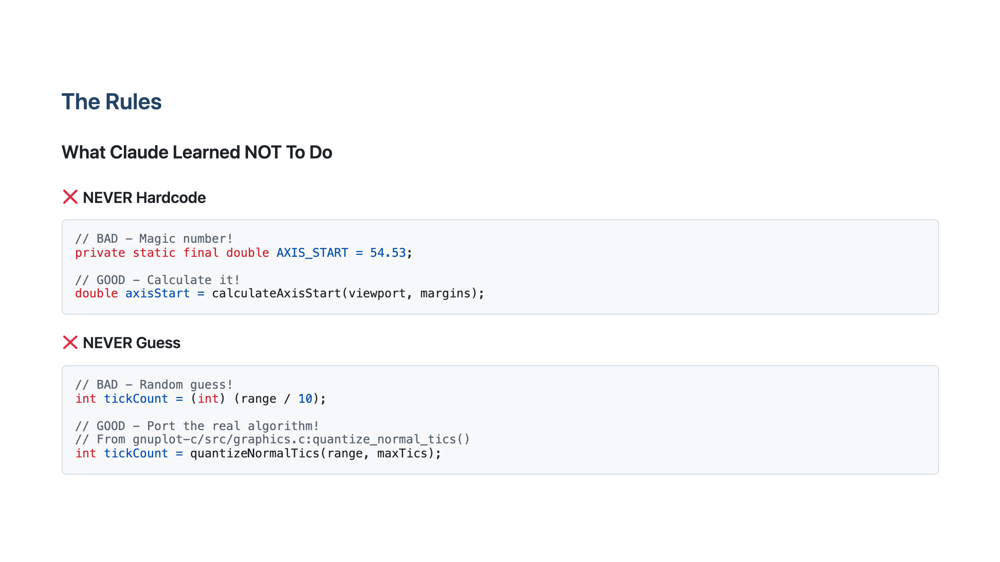 The Rules
What Claude Learned NOT To Do
❌ NEVER Hardcode
// BAD - Magic number!
private static final double AXIS_START = 54.53;
// GOOD - Calculate it!
double axisStart = calculateAxisStart(viewport, margins);
❌ NEVER Guess
// BAD - Random guess!
int tickCount = (int) (range / 10);
// GOOD - Port the real algorithm!
// From gnuplot-c/src/graphics.c:quantize_normal_tics()
int tickCount = quantizeNormalTics(range, maxTics);